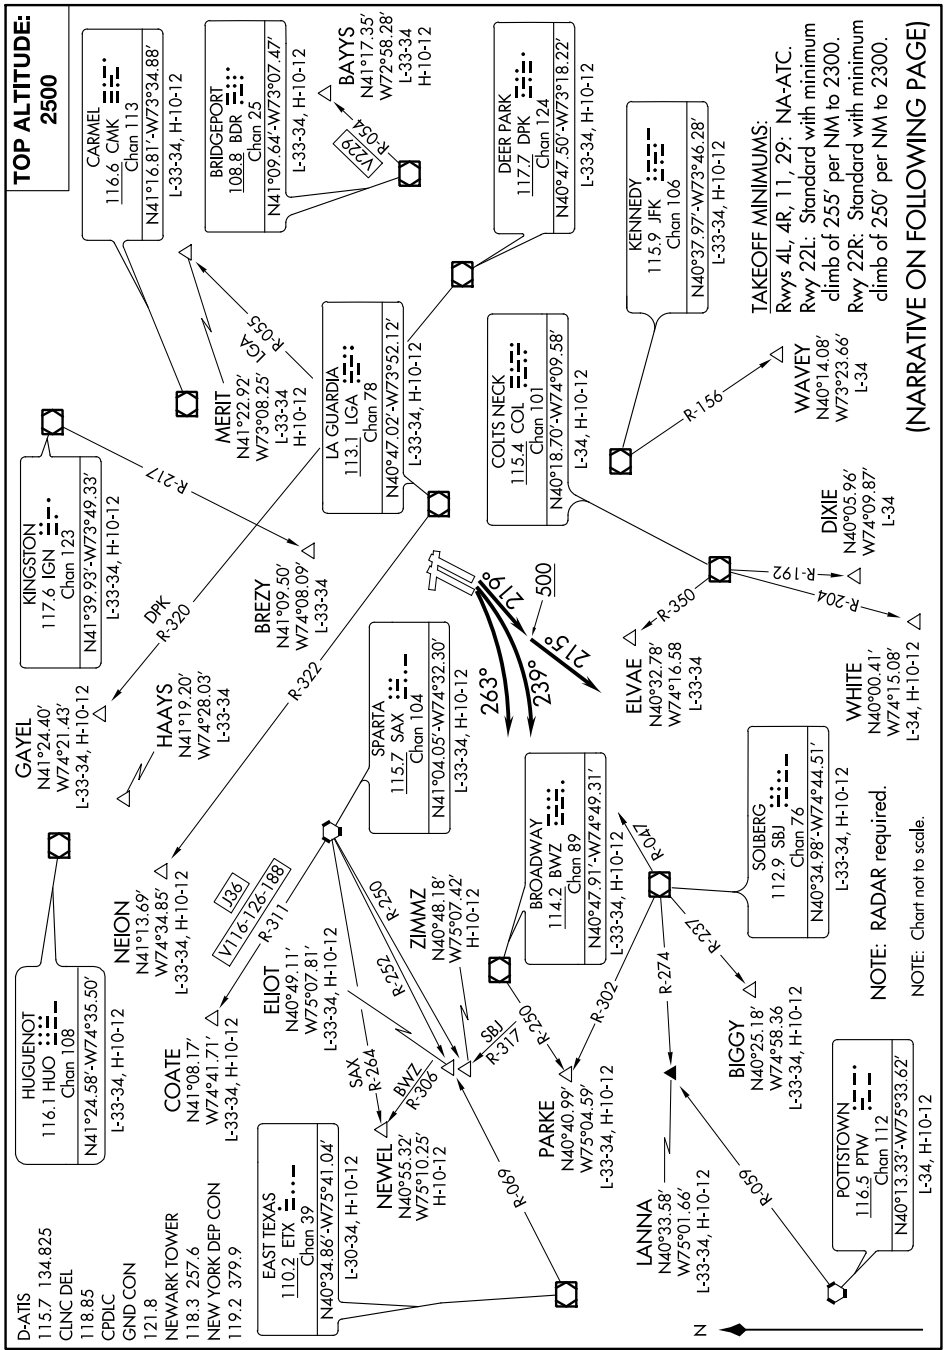 TOP ALTITUDE:
2500
D-ATIS
115.7 134.825
CLNC DEL
118.85
CPDLC
GND CON
121.8
NEWARK TOWER
118.3 257.6
NEW YORK DEP CON
119.2 379.9
HUGUENOT
116.1 HUO
Chan 108
N41°24.58’-W74°35.50’
L-33-34, H-10-12
GAYEL
N41°24.40’
W74°21.43’
L-33-34, H-10-12
HAAYS
N41°19.20’
W74°28.03’
L-33-34
KINGSTON
117.6 IGN
Chan 123
N41°39.93’-W73°49.33’
L-33-34, H-10-12
R-217
CARMEL
116.6 CMK
Chan 113
N41°16.81’-W73°34.88’
L-33-34, H-10-12
BRIDGEPORT
108.8 BDR
Chan 25
N41°09.64’-W73°07.47’
L-33-34, H-10-12
V229
R-054
BAYYS
N41°17.35’
W72°58.28’
L-33-34
H-10-12
MERIT
N41°22.92’
W73°08.25’
L-33-34
H-10-12
LGA
R-055
NEION
N41°13.69’
W74°34.85’
L-33-34, H-10-12
COATE
N41°08.17’
W74°41.71’
L-33-34, H-10-12
J36
V116-126-188
R-311
DPK
R-320
BREZY
N41°09.50’
W74°08.09’
L-33-34
R-322
LA GUARDIA
113.1 LGA
Chan 78
N40°47.02’-W73°52.12’
L-33-34, H-10-12
DEER PARK
117.7 DPK
Chan 124
N40°47.50’-W73°18.22’
L-33-34, H-10-12
EAST TEXAS
110.2 ETX
Chan 39
N40°34.86’-W75°41.04’
L-30-34, H-10-12
ELIOT
N40°49.11’
W75°07.81’
L-33-34, H-10-12
SAX
R-264
R-252
R-250
BWZ
R-306
NEWEL
N40°55.32’
W75°10.25’
H-10-12
ZIMMZ
N40°48.18’
W75°07.42’
H-10-12
SBJ
R-317
R-069
SPARTA
115.7 SAX
Chan 104
N41°04.05’-W74°32.30’
L-33-34, H-10-12
263°
239°
219°
500
215°
COLTS NECK
115.4 COL
Chan 101
N40°18.70’-W74°09.58’
L-34, H-10-12
KENNEDY
115.9 JFK
Chan 106
N40°37.97’-W73°46.28’
L-33-34, H-10-12
BROADWAY
114.2 BWZ
Chan 89
N40°47.91’-W74°49.31’
L-33-34, H-10-12
R-250
PARKE
N40°40.99’
W75°04.59’
L-33-34, H-10-12
R-302
R-047
R-274
R-237
ELVAE
N40°32.78’
W74°16.58
L-33-34
R-350
R-192
R-204
R-156
WAVEY
N40°14.08’
W73°23.66’
L-34
DIXIE
N40°05.96’
W74°09.87’
L-34
WHITE
N40°00.41’
W74°15.08’
L-34, H-10-12
LANNA
N40°33.58’
W75°01.66’
L-33-34, H-10-12
BIGGY
N40°25.18’
W74°58.36
L-33-34, H-10-12
SOLBERG
112.9 SBJ
Chan 76
N40°34.98’-W74°44.51’
L-33-34, H-10-12
R-059
POTTSTOWN
116.5 PTW
Chan 112
N40°13.33’-W75°33.62’
L-34, H-10-12
N
TAKEOFF MINIMUMS:
Rwys 4L, 4R, 11, 29: NA-ATC.
Rwy 22L: Standard with minimum
climb of 255’ per NM to 2300.
Rwy 22R: Standard with minimum
climb of 250’ per NM to 2300.
NOTE: RADAR required.
NOTE: Chart not to scale.
(NARRATIVE ON FOLLOWING PAGE)